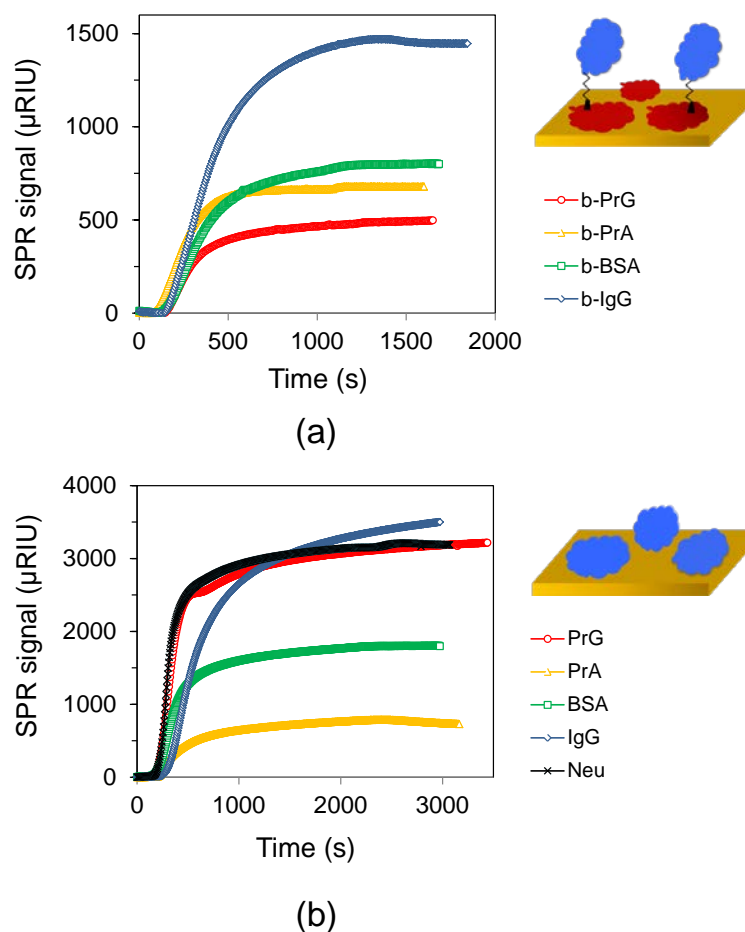 1500
1000
500
0
0
500
1000
1500
2000
SPR signal (µRIU)
Time (s)
b-PrG
b-PrA
b-BSA
b-IgG
(a)
4000
3000
2000
1000
0
0
1000
2000
3000
SPR signal (µRIU)
Time (s)
PrG
PrA
BSA
IgG
Neu
(b)